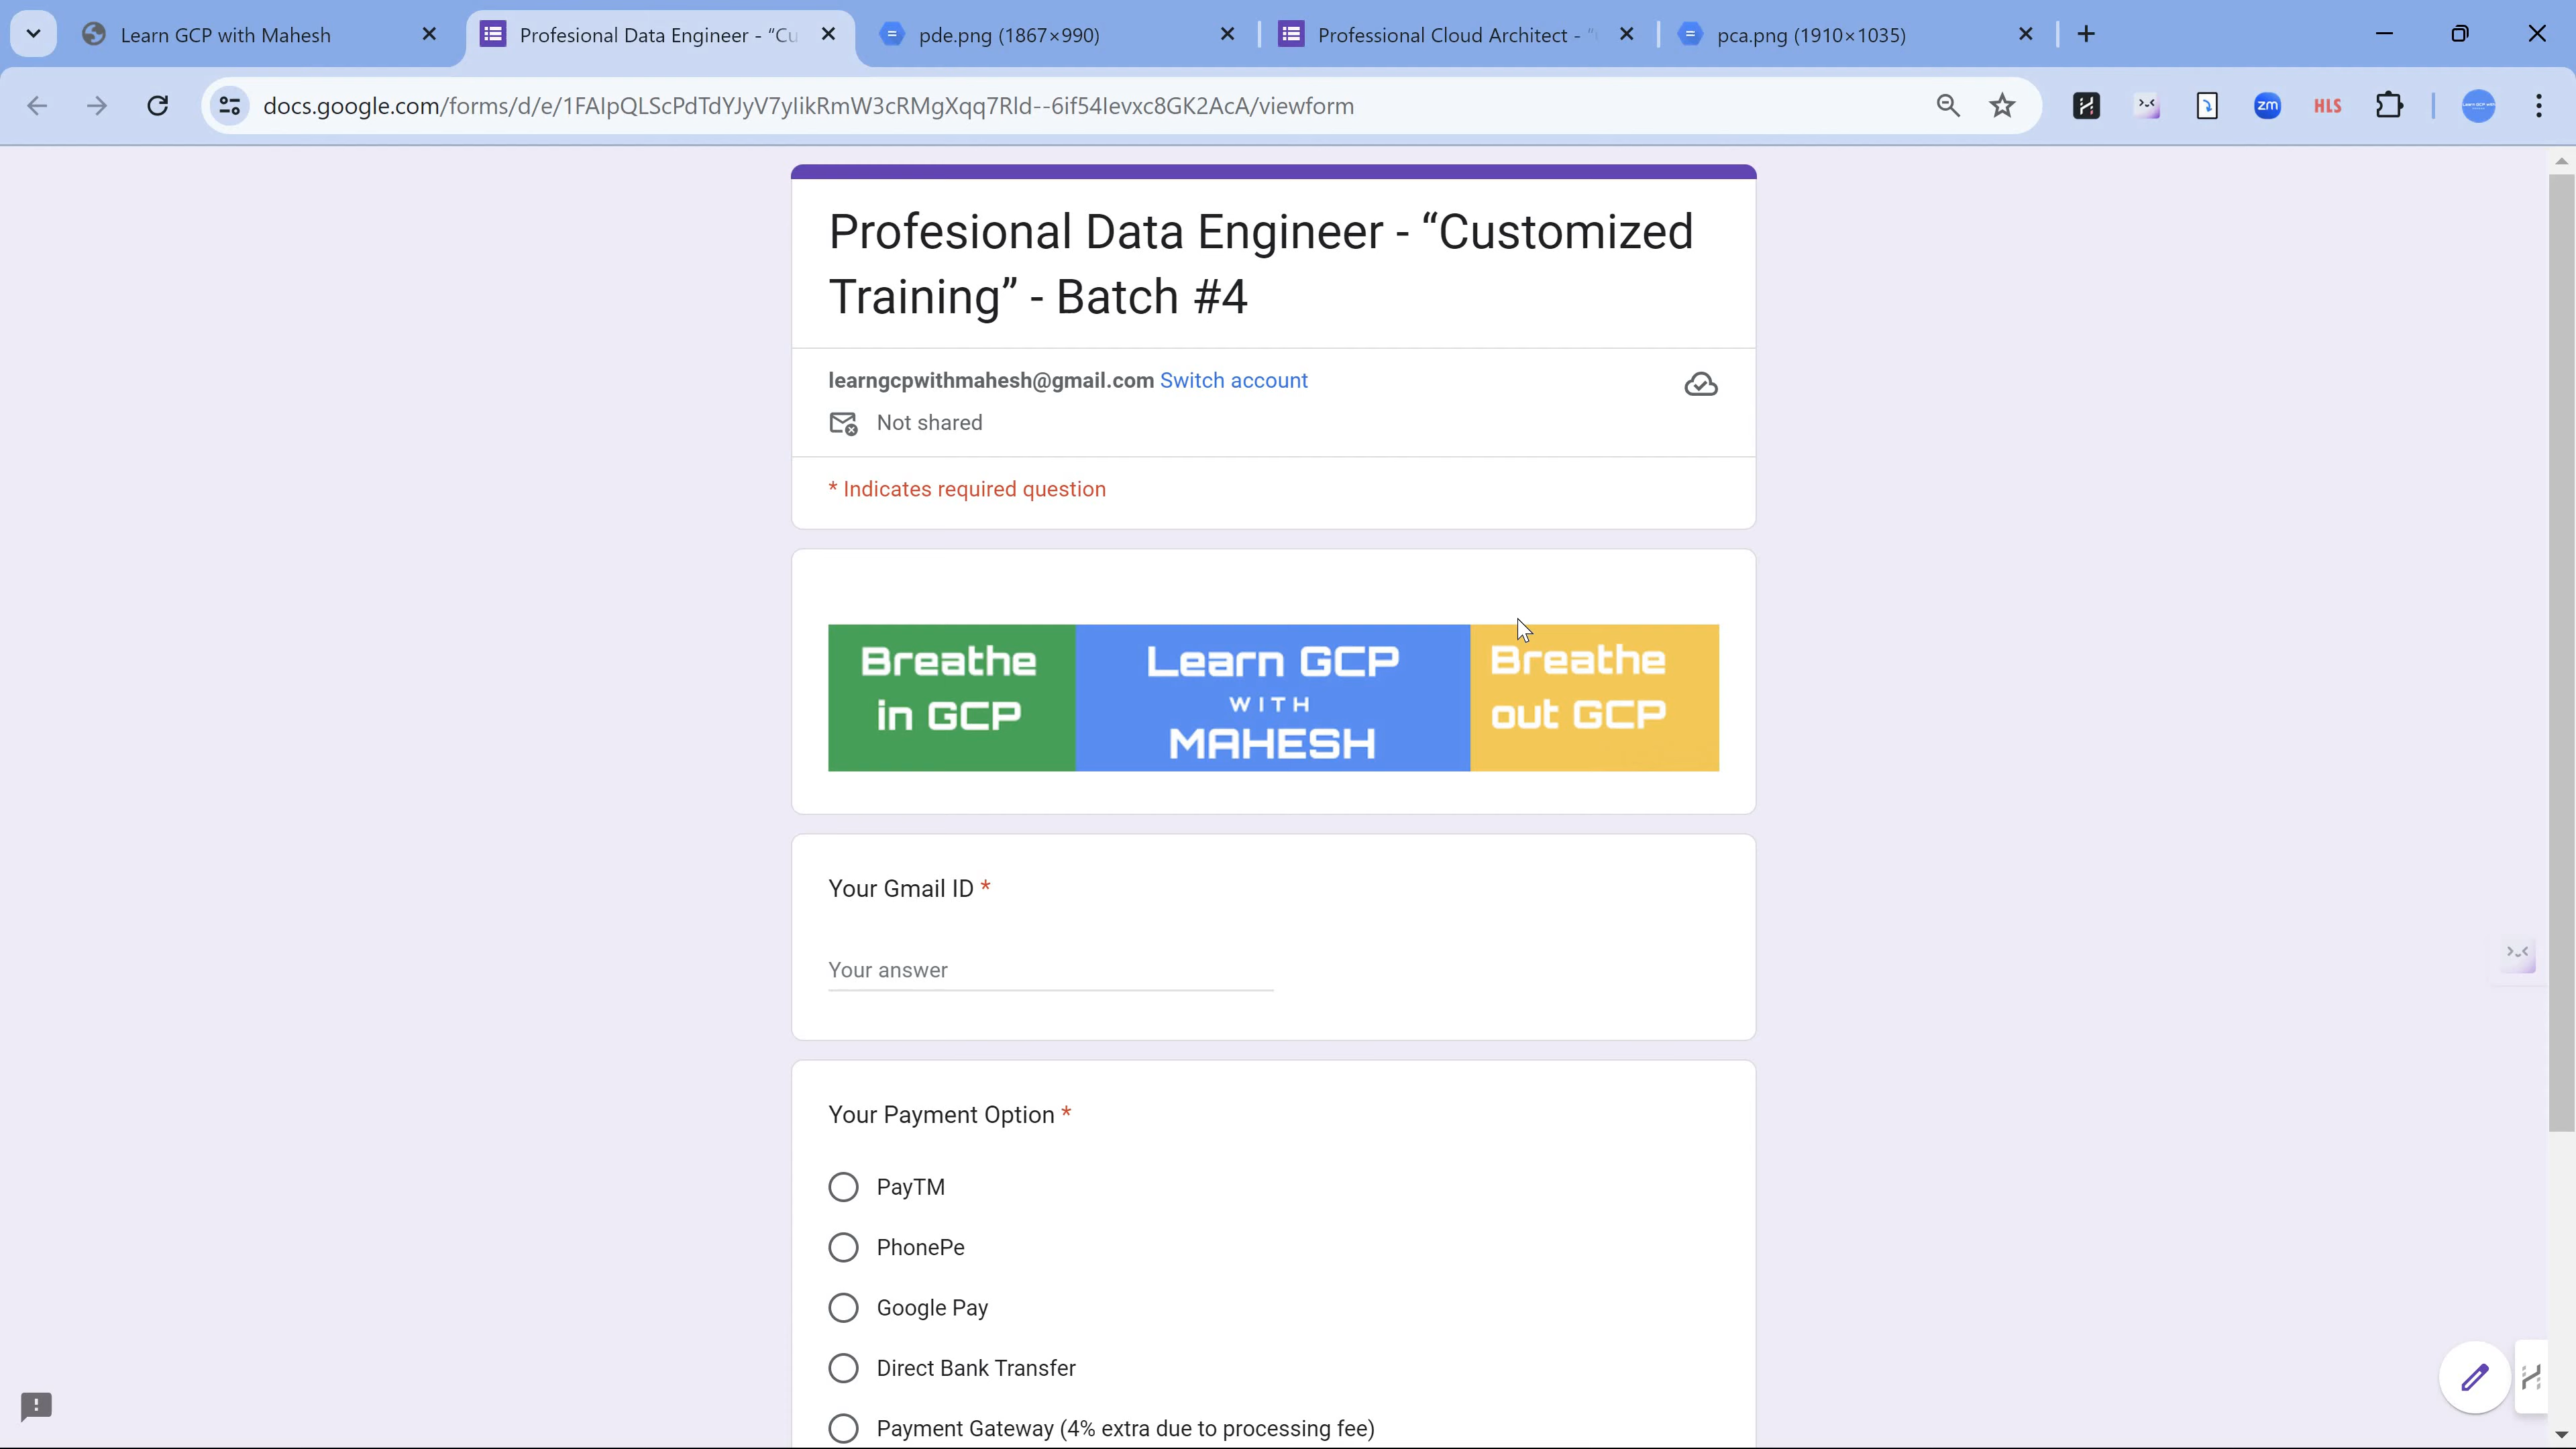 Learn GCP with Mahesh
Profesional Data Engineer - “Cu
pde.png (1867×990)
Professional Cloud Architect - “
pca.png (1910×1035)
docs.google.com/forms/d/e/1FAIpQLScPdTdYJyV7yIikRmW3cRMgXqq7Rld--6if54Ievxc8GK2AcA/viewform
zm
HLS
Profesional Data Engineer - “Customized
Training” - Batch #4
learngcpwithmahesh@gmail.com Switch account
Not shared
* Indicates required question
Breathe
in GCP
Learn GCP
WITH
MAHESH
Breathe
out GCP
Your Gmail ID *
Your answer
Your Payment Option *
PayTM
PhonePe
Google Pay
Direct Bank Transfer
Payment Gateway (4% extra due to processing fee)